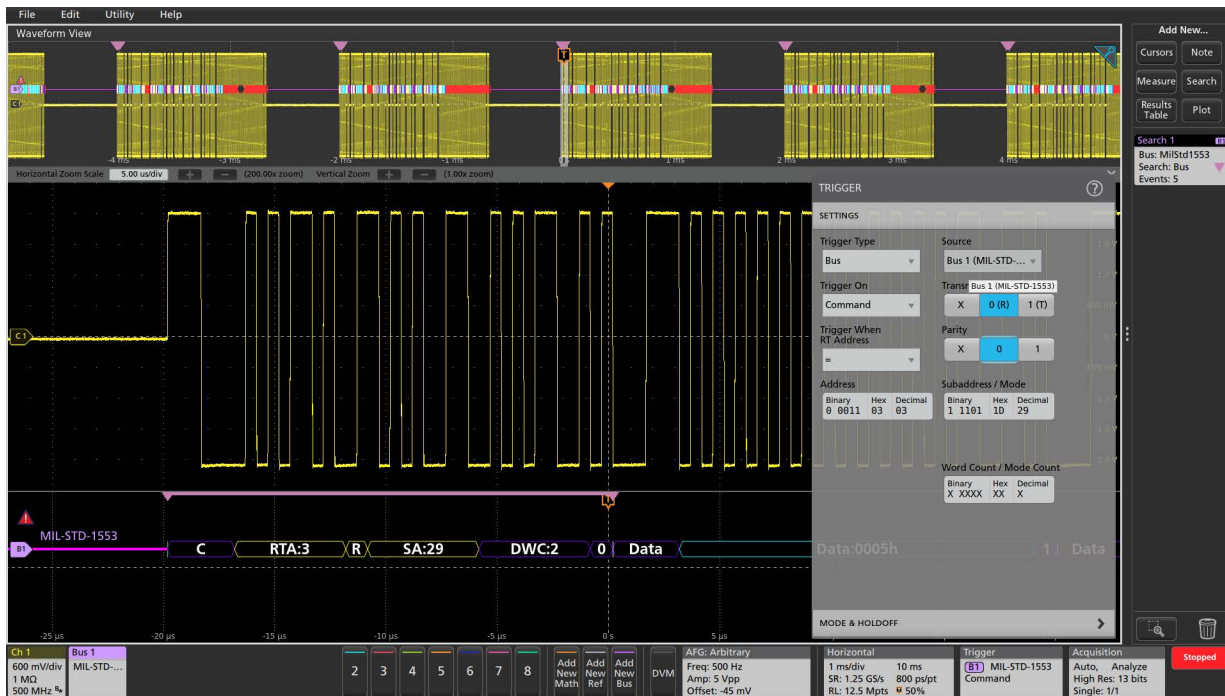 File Edit Utility Help
Waveform View
Add New...
Cursors Note
Measure Search
Results Table Plot
Search 1 B1
Bus: MilStd1553
Search: Bus
Events: 5
T
B1
C1
-4 ms -3 ms -2 ms 0 s 1 ms 2 ms 3 ms 4 ms
Horizontal Zoom Scale 5.00 us/div + - (200.00x zoom) Vertical Zoom + - (1.00x zoom)
TRIGGER ?
SETTINGS
Trigger Type Source
Bus Bus 1 (MIL-STD-...
Trigger On Transm
Bus 1 (MIL-STD-1553)
Command X 0 (R) 1 (T)
Trigger When
RT Address Parity
= X 0 1
Address Subaddress / Mode
Binary Hex Decimal Binary Hex Decimal
0 0011 03 03 1 1101 1D 29
Word Count / Mode Count
Binary Hex Decimal
X XXXX XX X
MODE & HOLDOFF
C1
MIL-STD-1553
B1 C RTA:3 R SA:29 DWC:2 0 Data Data:0005h 1 Data
T
-25 µs -20 µs -15 µs -10 µs -5 µs 0 s 5 µs
Ch 1
600 mV/div
1 MΩ
500 MHz Bw
Bus 1
MIL-STD-...
2 3 4 5 6 7 8
Add New Math
Add New Ref
Add New Bus
DVM
AFG: Arbitrary
Freq: 500 Hz
Amp: 5 Vpp
Offset: -45 mV
Horizontal
1 ms/div 10 ms
SR: 1.25 GS/s 800 ps/pt
RL: 12.5 Mpts 50%
Trigger
B1 MIL-STD-1553
Command
Acquisition
Auto, Analyze
High Res: 13 bits
Single: 1/1
Stopped